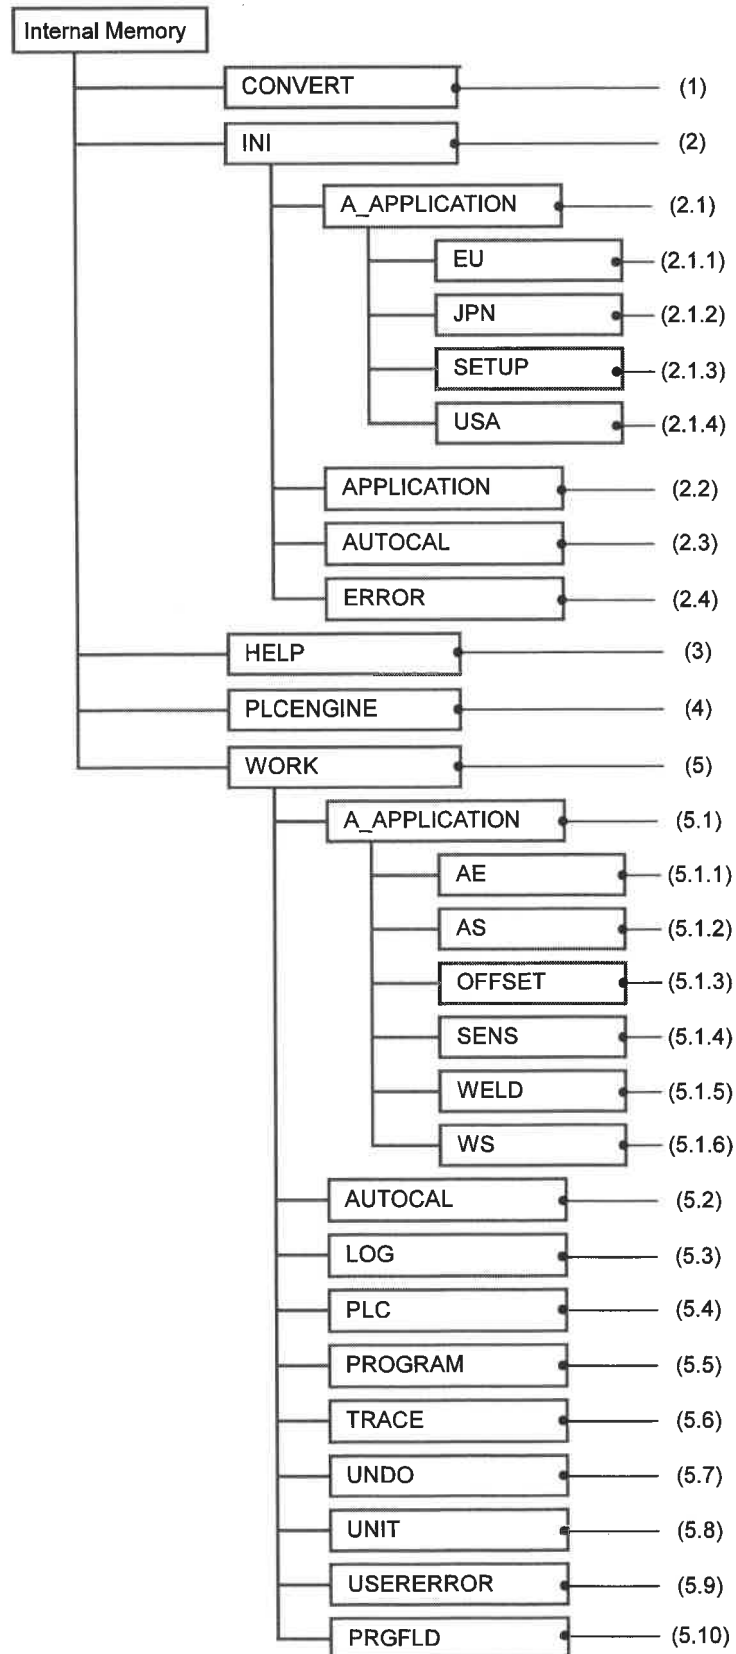 Internal Memory
CONVERT (1)
INI (2)
A_APPLICATION (2.1)
EU (2.1.1)
JPN (2.1.2)
SETUP (2.1.3)
USA (2.1.4)
APPLICATION (2.2)
AUTOCAL (2.3)
ERROR (2.4)
HELP (3)
PLCENGINE (4)
WORK (5)
A_APPLICATION (5.1)
AE (5.1.1)
AS (5.1.2)
OFFSET (5.1.3)
SENS (5.1.4)
WELD (5.1.5)
WS (5.1.6)
AUTOCAL (5.2)
LOG (5.3)
PLC (5.4)
PROGRAM (5.5)
TRACE (5.6)
UNDO (5.7)
UNIT (5.8)
USERERROR (5.9)
PRGFLD (5.10)